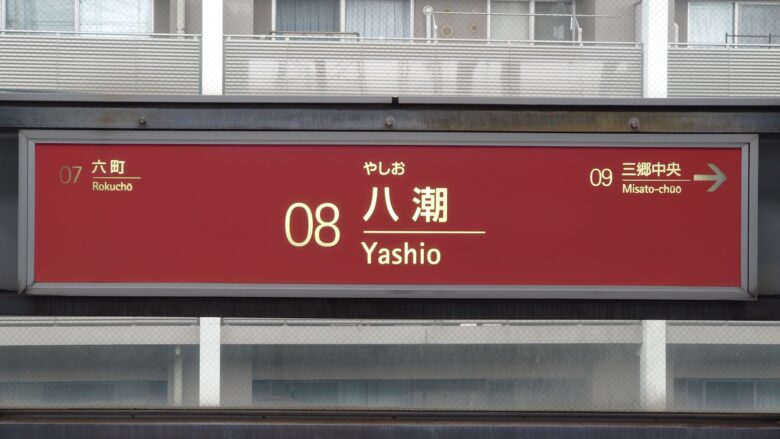 07 六町
Rokuchō
やしお
08 八潮
Yashio
09 三郷中央
Misato-chūō